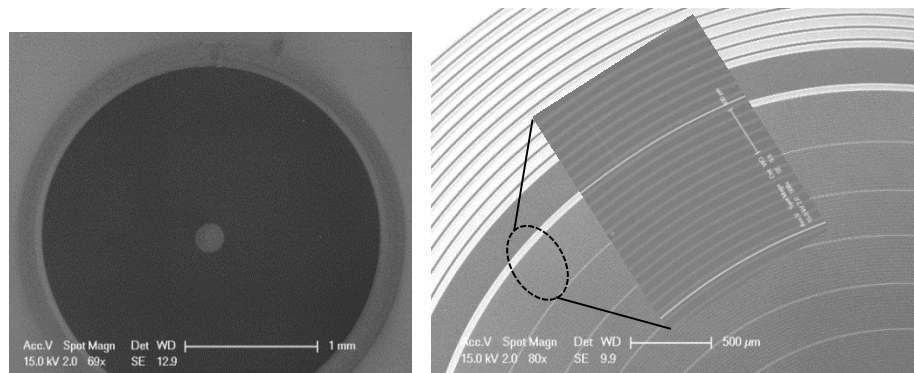 Acc.V Spot Magn Det WD 1 mm
15.0 kV 2.0 69x SE 12.9
Acc.V Spot Magn Det WD 500 µm
15.0 kV 2.0 80x SE 9.9